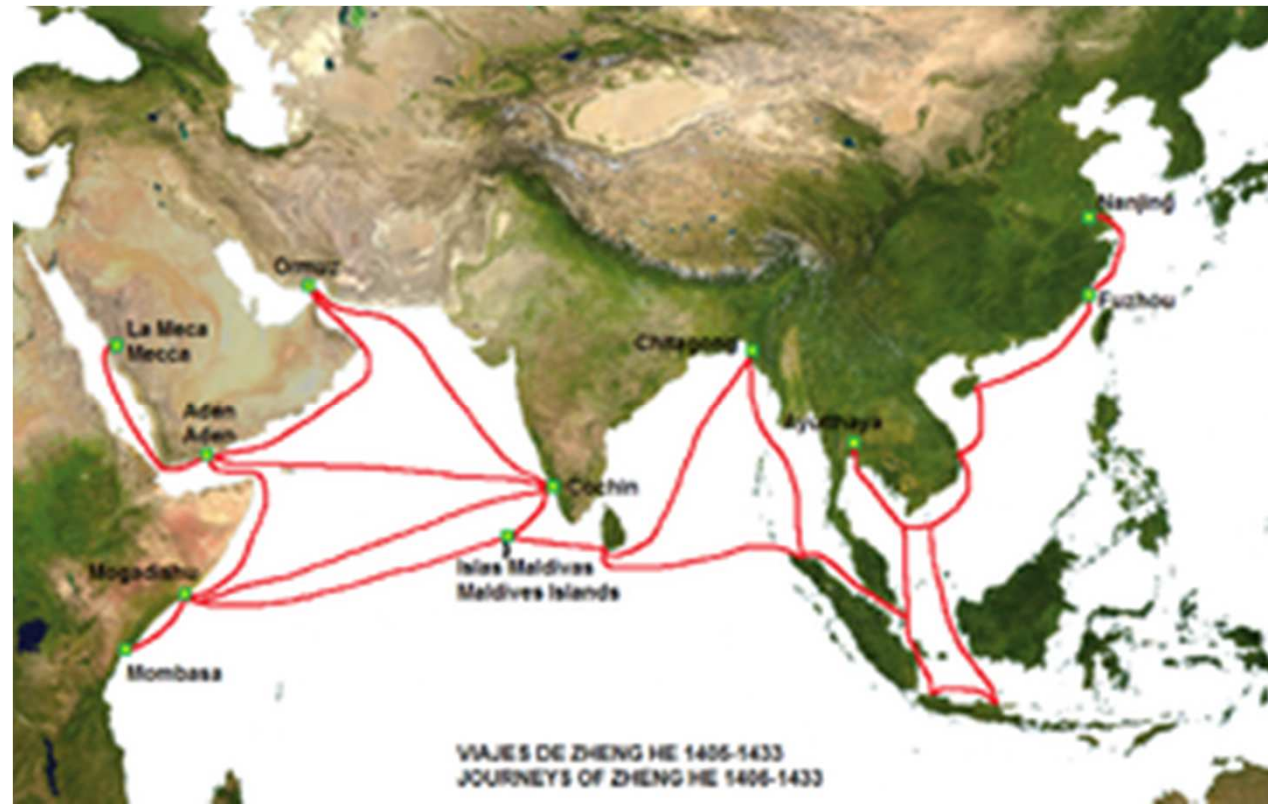 Nanjing
Ormuz
Fuzhou
La Meca
Mecca
Chitagong
Aden
Aden
Ayutthaya
Cochin
Islas Maldivas
Maldives Islands
Mogadishu
Mombasa
VIAJES DE ZHENG HE 1405-1433
JOURNEYS OF ZHENG HE 1405-1433